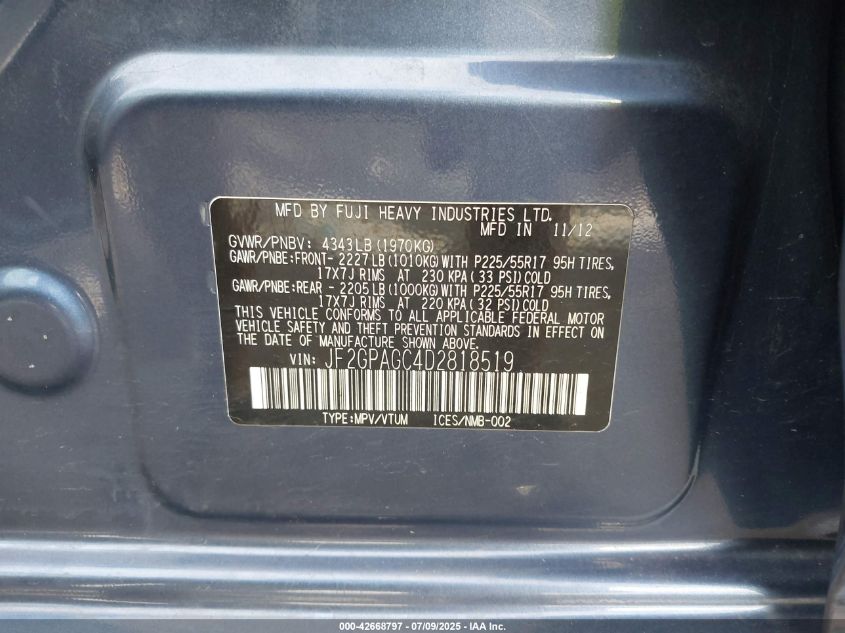 MFD BY FUJI HEAVY INDUSTRIES LTD.
MFD IN 11/12
GVWR/PNBV: 4343LB(1970KG)
GAWR/PNBE:FRONT- 2227LB(1010KG)WITH P225/55R17 95H TIRES,
17X7J RIMS AT 230 KPA(33 PSI)COLD
GAWR/PNBE:REAR - 2205LB(1000KG)WITH P225/55R17 95H TIRES,
17X7J RIMS AT 220 KPA(32 PSI)COLD
THIS VEHICLE CONFORMS TO ALL APPLICABLE FEDERAL MOTOR
VEHICLE SAFETY AND THEFT PREVENTION STANDARDS IN EFFECT ON
THE DATE OF MANUFACTURE SHOWN ABOVE.
VIN: JF2GPAGC4D2818519
TYPE:MPV/VTUM ICES/NMB-002
000-42668797 - 07/09/2025 - IAA Inc.